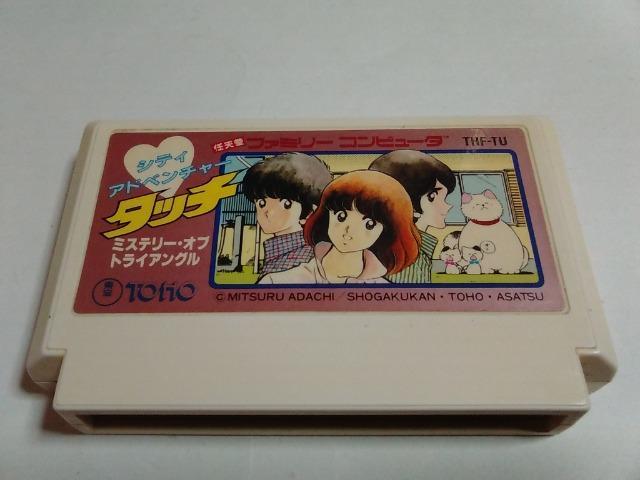 任天堂 ファミリー コンピュータ™ THF-TU
シティ
アドベンチャー
タッチ
ミステリー・オブ
トライアングル
東宝 TOHO
© MITSURU ADACHI/SHOGAKUKAN・TOHO・ASATSU